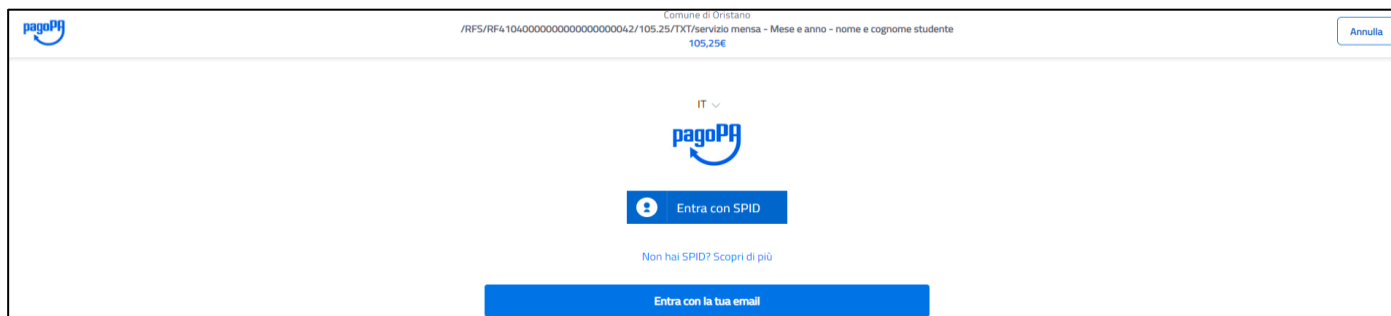 pagoPA
Comune di Oristano
/RFS/RF41040000000000000000042/105.25/TXT/servizio mensa - Mese e anno - nome e cognome studente
105,25€
Annulla
IT
pagoPA
Entra con SPID
Non hai SPID? Scopri di più
Entra con la tua email